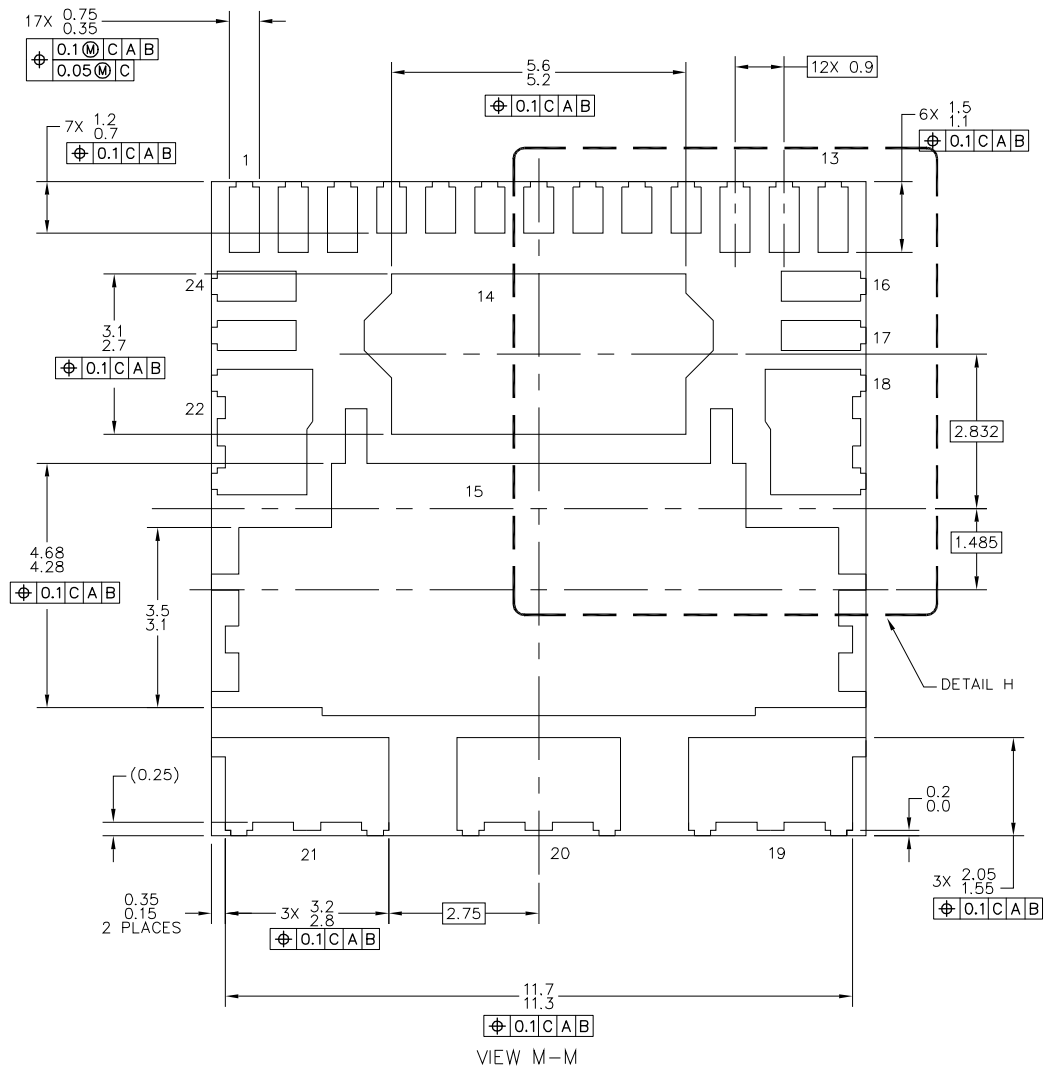 17X 0.75
0.35
⌖ 0.1 Ⓜ C A B
0.05 Ⓜ C
5.6
5.2
⌖ 0.1 C A B
12X 0.9
6X 1.5
1.1
⌖ 0.1 C A B
7X 1.2
0.7
⌖ 0.1 C A B
1
13
24
14
16
3.1
2.7
⌖ 0.1 C A B
17
22
18
2.832
15
1.485
4.68
4.28
⌖ 0.1 C A B
3.5
3.1
DETAIL H
(0.25)
0.2
0.0
21
20
19
3X 2.05
1.55
⌖ 0.1 C A B
0.35
0.15
2 PLACES
3X 3.2
2.8
⌖ 0.1 C A B
2.75
11.7
11.3
⌖ 0.1 C A B
VIEW M-M